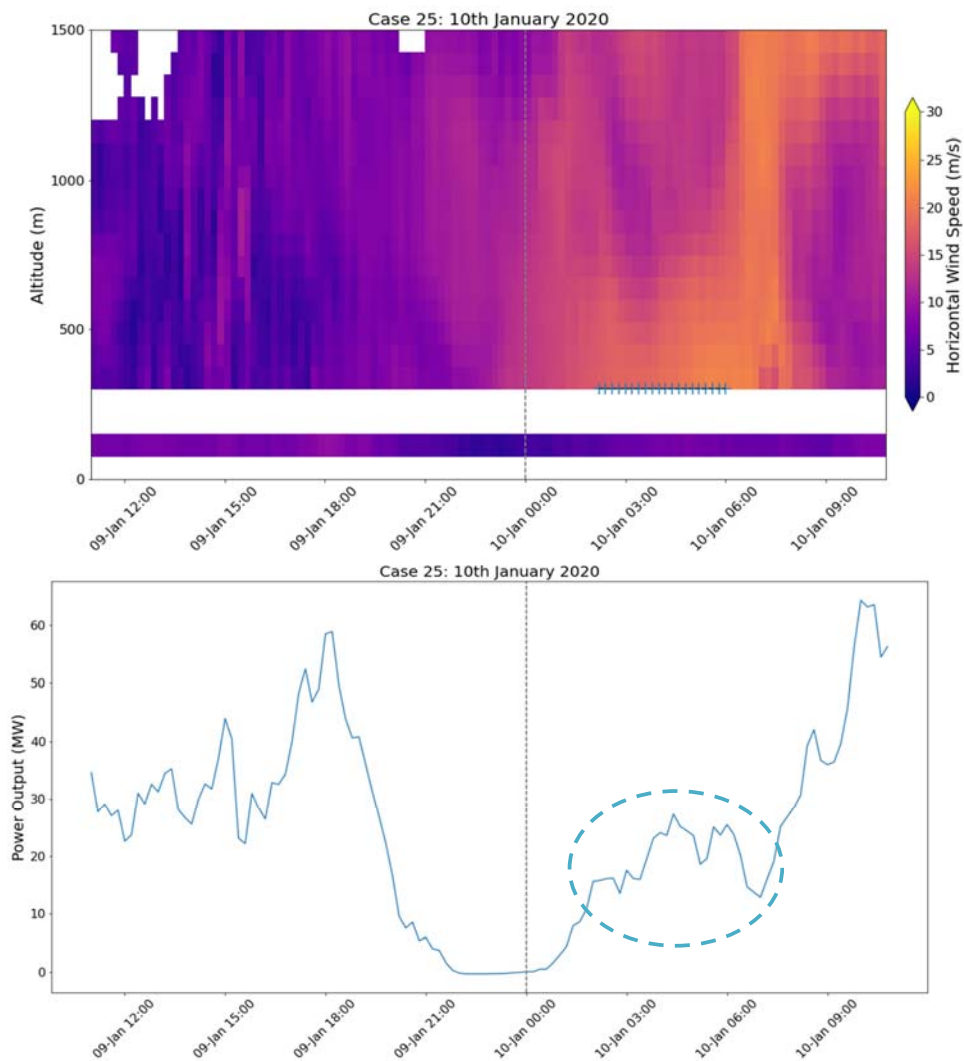 Case 25: 10th January 2020
1500
1000
500
0
Altitude (m)
09-Jan 12:00
09-Jan 15:00
09-Jan 18:00
09-Jan 21:00
10-Jan 00:00
10-Jan 03:00
10-Jan 06:00
10-Jan 09:00
30
25
20
15
10
5
0
Horizontal Wind Speed (m/s)
Case 25: 10th January 2020
60
50
40
30
20
10
0
Power Output (MW)
09-Jan 12:00
09-Jan 15:00
09-Jan 18:00
09-Jan 21:00
10-Jan 00:00
10-Jan 03:00
10-Jan 06:00
10-Jan 09:00